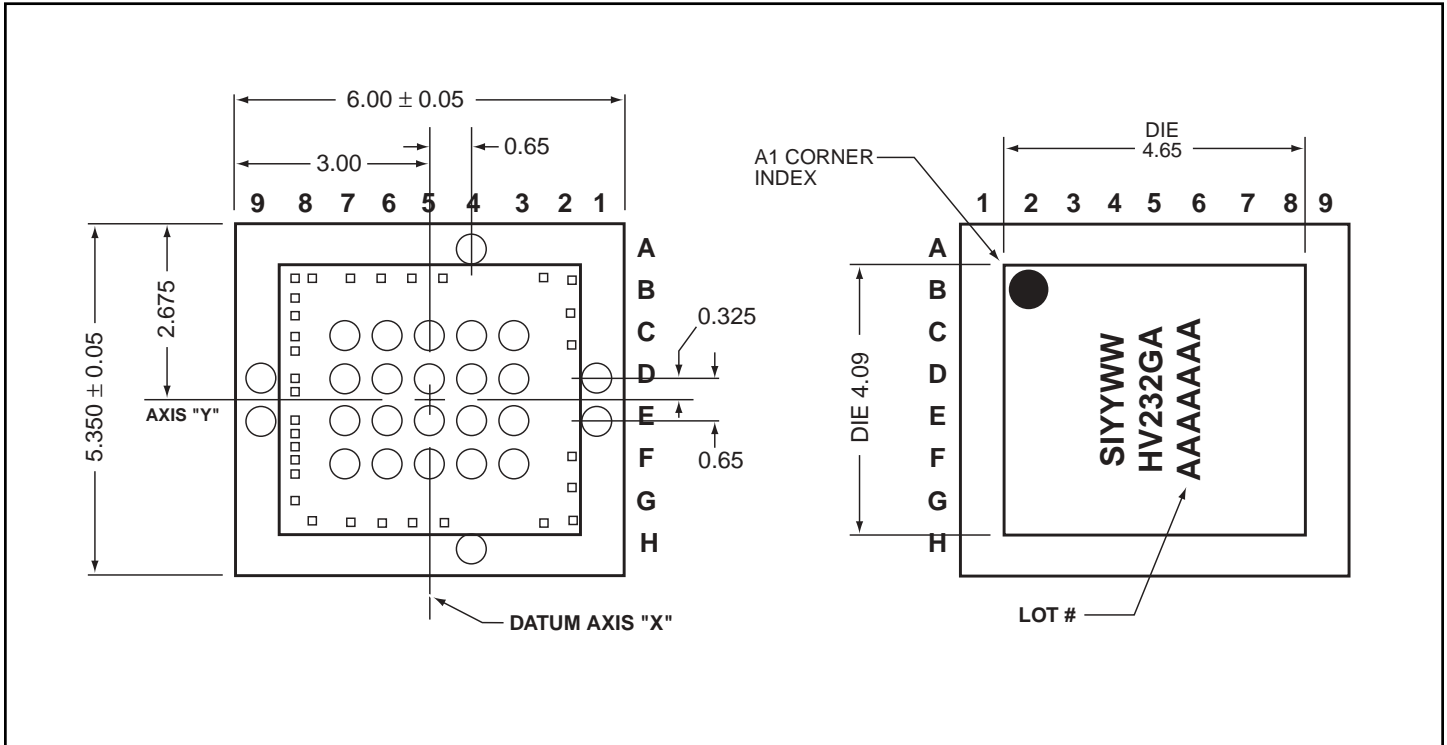 6.00 ± 0.05
3.00
0.65
9 8 7 6 5 4 3 2 1
5.350 ± 0.05
2.675
AXIS "Y"
A
B
C
D
E
F
G
H
0.325
0.65
DATUM AXIS "X"
DIE
4.65
A1 CORNER
INDEX
1 2 3 4 5 6 7 8 9
A
B
C
D
E
F
G
H
DIE 4.09
SIYYWW
HV232GA
AAAAAAA
LOT #